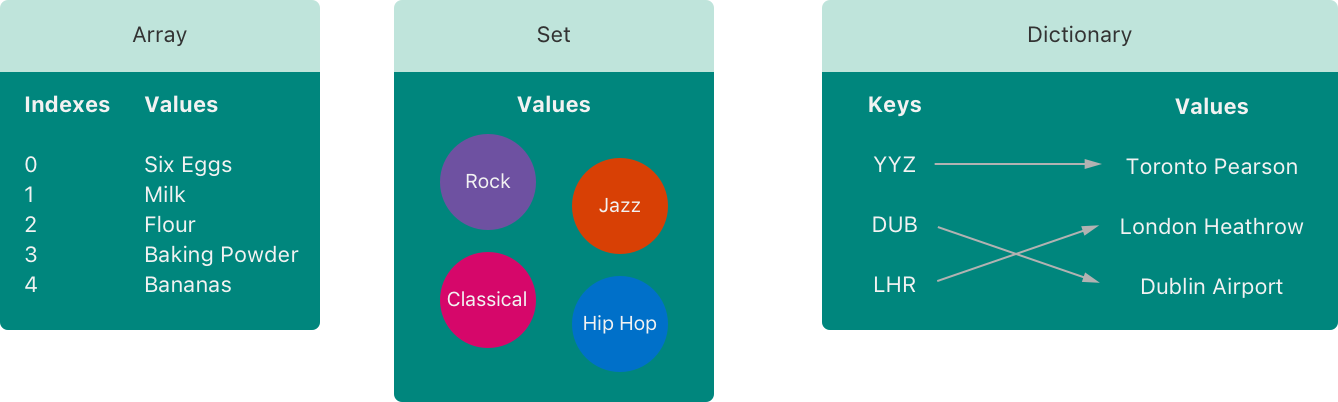 Array
Indexes Values
0 Six Eggs
1 Milk
2 Flour
3 Baking Powder
4 Bananas
Set
Values
Rock
Jazz
Classical
Hip Hop
Dictionary
Keys Values
YYZ Toronto Pearson
DUB London Heathrow
LHR Dublin Airport